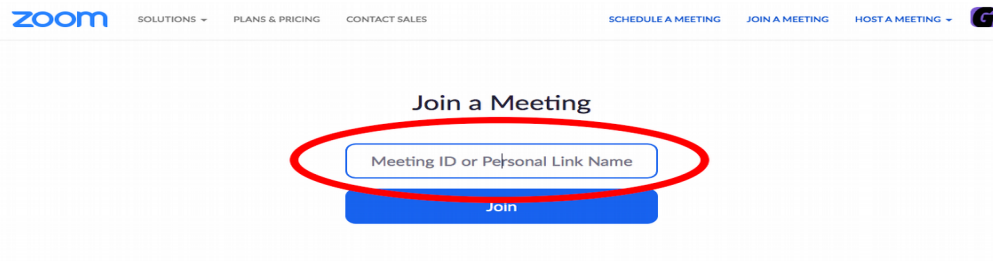 zoom SOLUTIONS PLANS & PRICING CONTACT SALES SCHEDULE A MEETING JOIN A MEETING HOST A MEETING
Join a Meeting
Meeting ID or Personal Link Name
Join